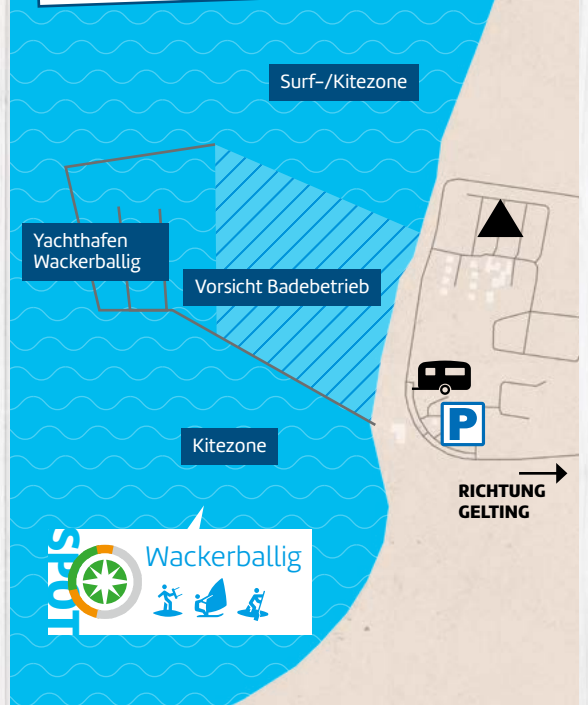 Surf-/Kitezone
Yachthafen
Wackerballig
Vorsicht Badebetrieb
P
Kitezone
RICHTUNG
GELTING
SPOT
Wackerballig